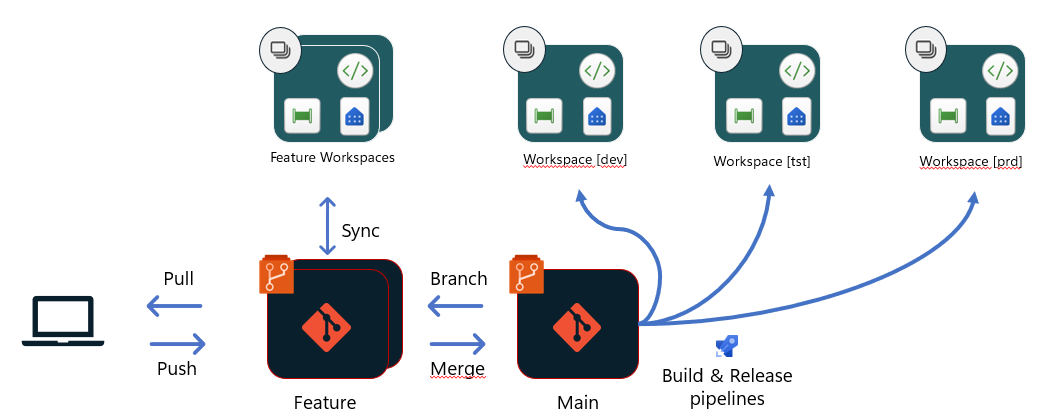 Feature Workspaces
Workspace [dev]
Workspace [tst]
Workspace [prd]
Sync
Pull
Push
Branch
Merge
Feature
Main
Build & Release
pipelines